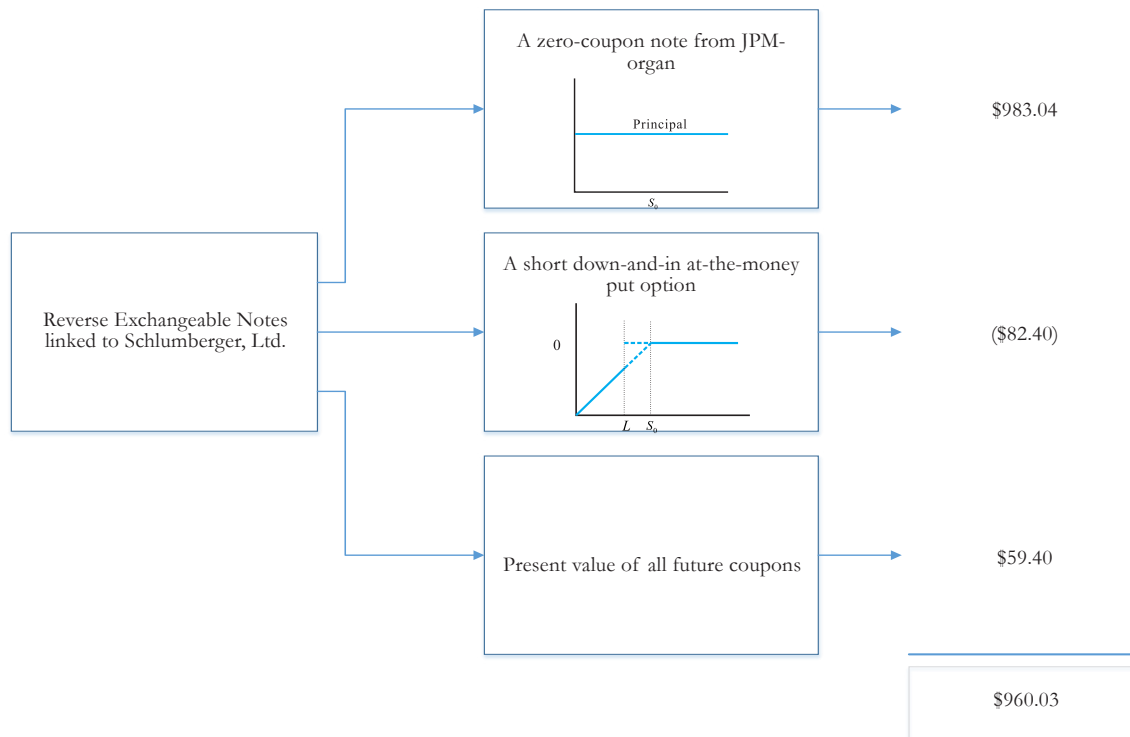 A zero-coupon note from JPM-
organ
Principal
S₀
$983.04
Reverse Exchangeable Notes
linked to Schlumberger, Ltd.
A short down-and-in at-the-money
put option
0
L S₀
($82.40)
Present value of all future coupons
$59.40
$960.03